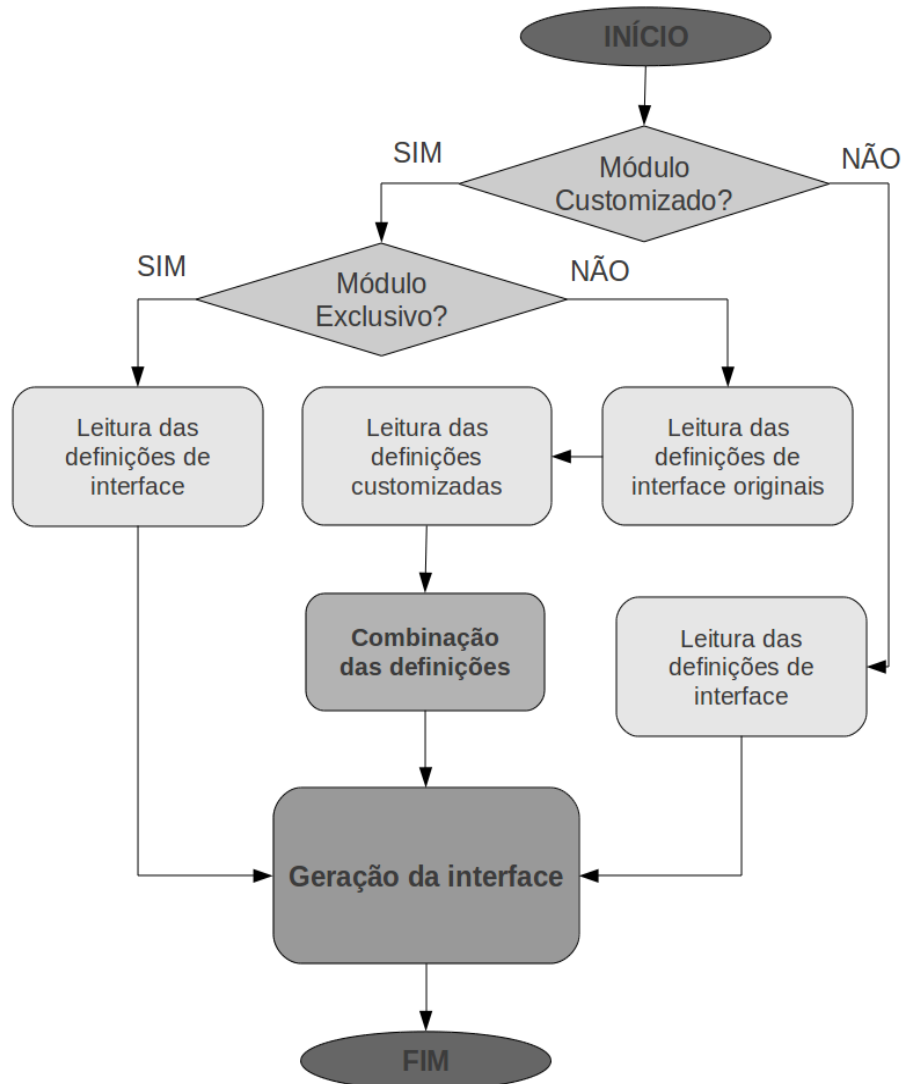 INÍCIO
SIM
NÃO
Módulo
Customizado?
SIM
NÃO
Módulo
Exclusivo?
Leitura das
definições de
interface
Leitura das
definições
customizadas
Leitura das
definições de
interface originais
Combinação
das definições
Leitura das
definições de
interface
Geração da interface
FIM